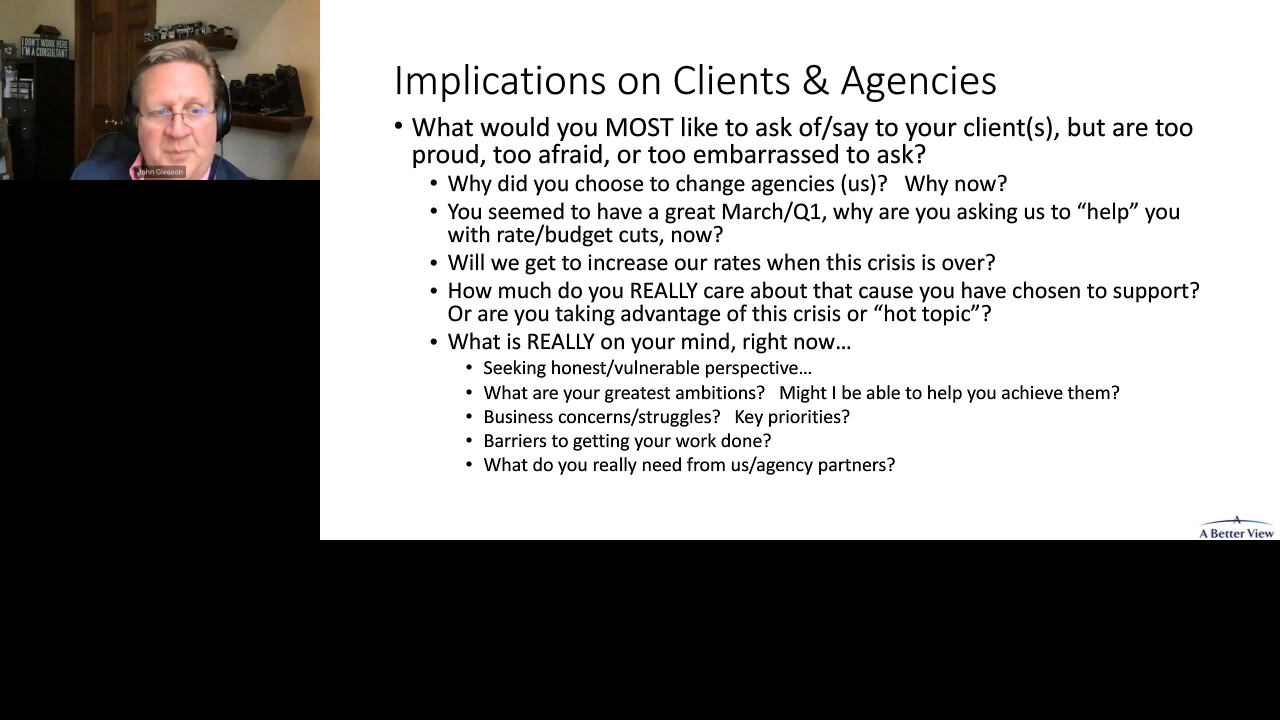 I DON'T WORK HERE
I'M A CONSULTANT
John Gleason
Implications on Clients & Agencies
• What would you MOST like to ask of/say to your client(s), but are too
proud, too afraid, or too embarrassed to ask?
• Why did you choose to change agencies (us)? Why now?
• You seemed to have a great March/Q1, why are you asking us to “help” you
with rate/budget cuts, now?
• Will we get to increase our rates when this crisis is over?
• How much do you REALLY care about that cause you have chosen to support?
Or are you taking advantage of this crisis or “hot topic”?
• What is REALLY on your mind, right now…
• Seeking honest/vulnerable perspective…
• What are your greatest ambitions? Might I be able to help you achieve them?
• Business concerns/struggles? Key priorities?
• Barriers to getting your work done?
• What do you really need from us/agency partners?
A Better View